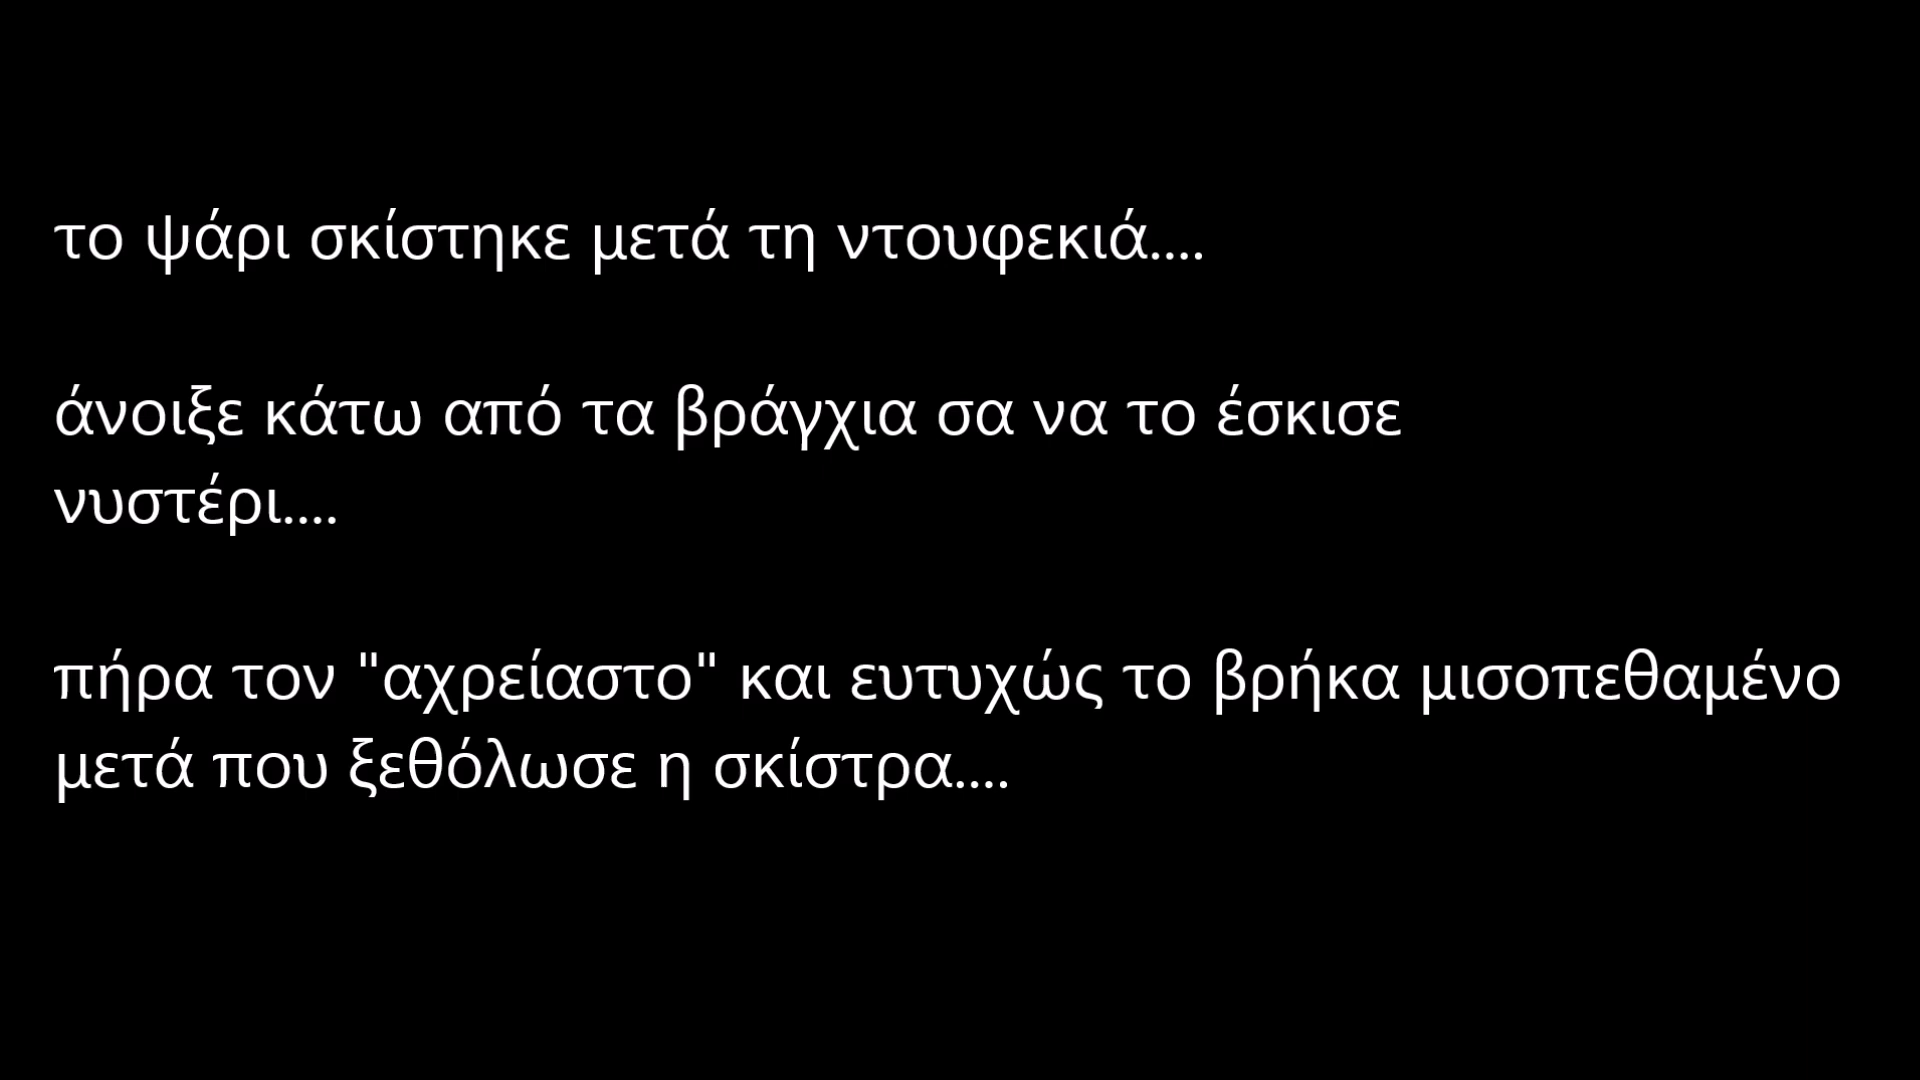 το ψάρι σκίστηκε μετά τη ντουφεκιά....
άνοιξε κάτω από τα βράγχια σα να το έσκισε
νυστέρι....
πήρα τον "αχρείαστο" και ευτυχώς το βρήκα μισοπεθαμένο
μετά που ξεθόλωσε η σκίστρα....